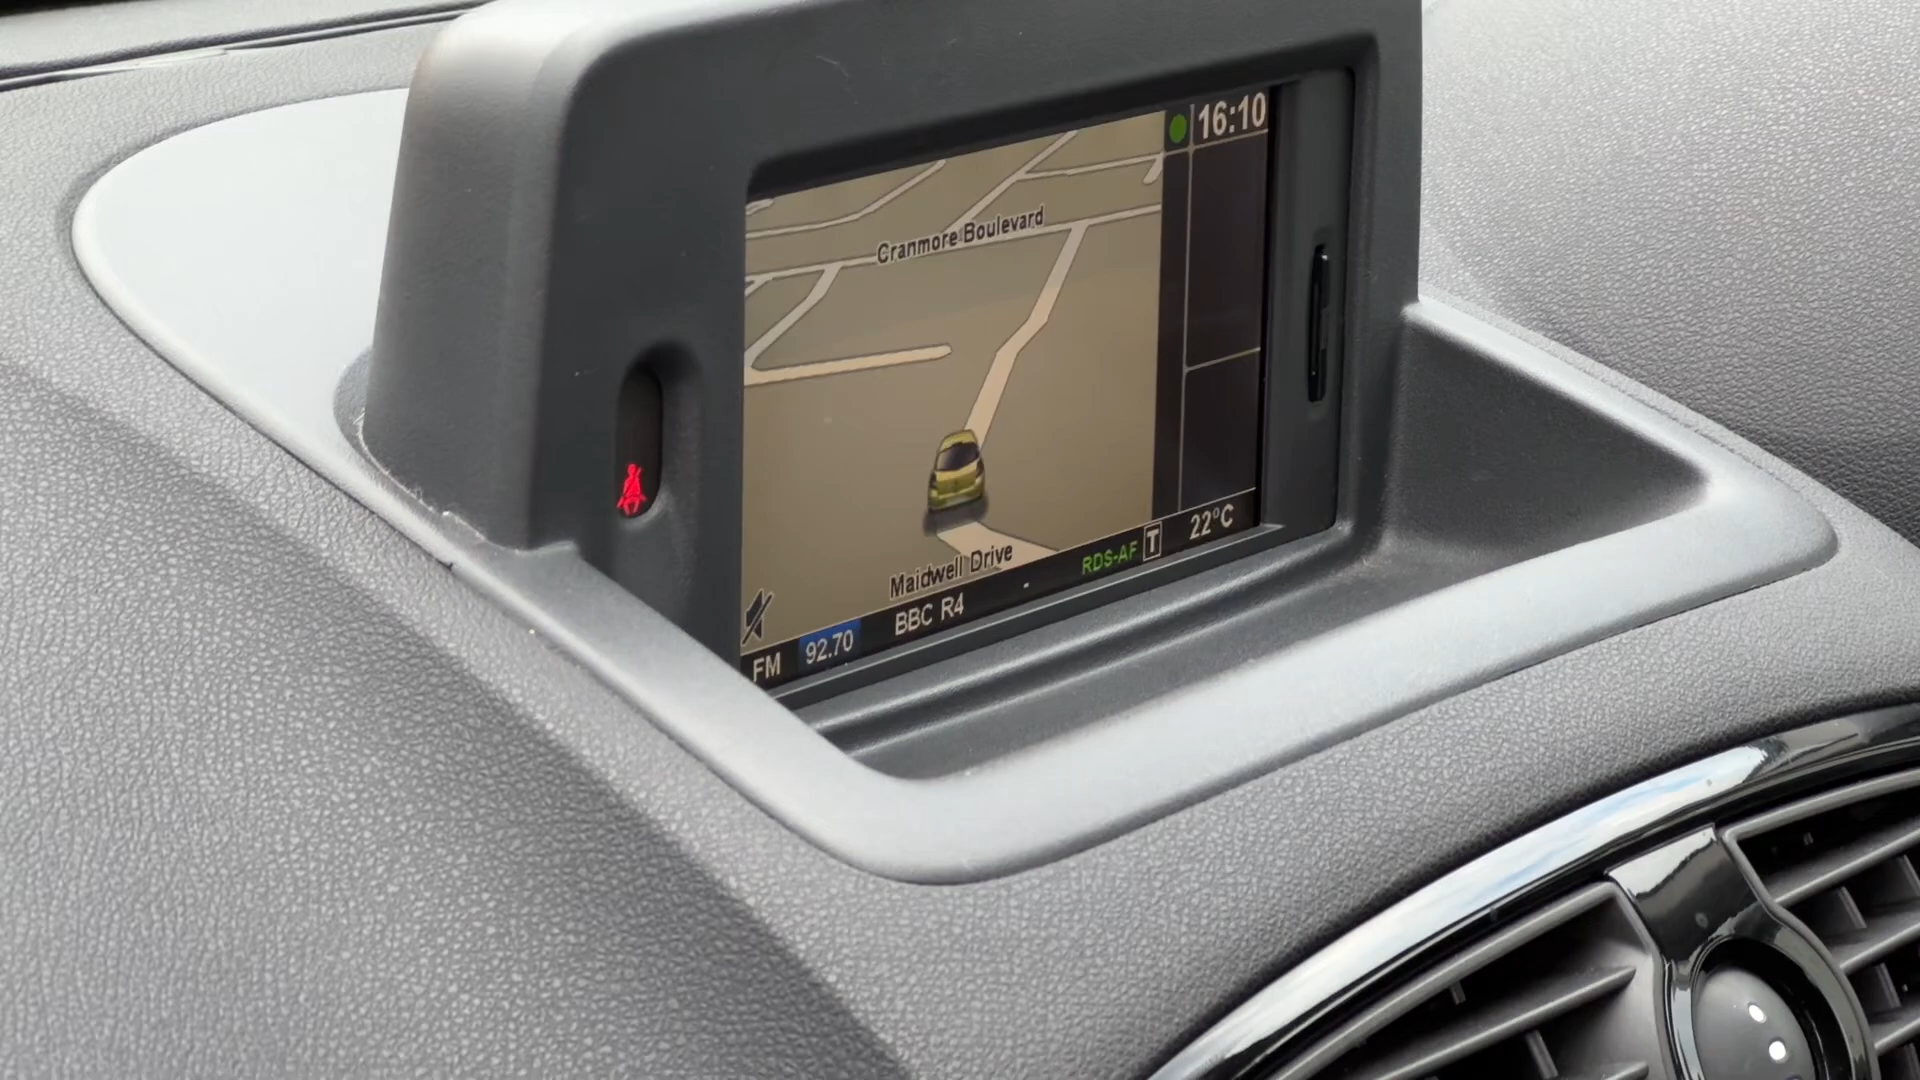 16:10
Cranmore Boulevard
Maidwell Drive
RDS-AF T 22°C
FM 92.70 BBC R4